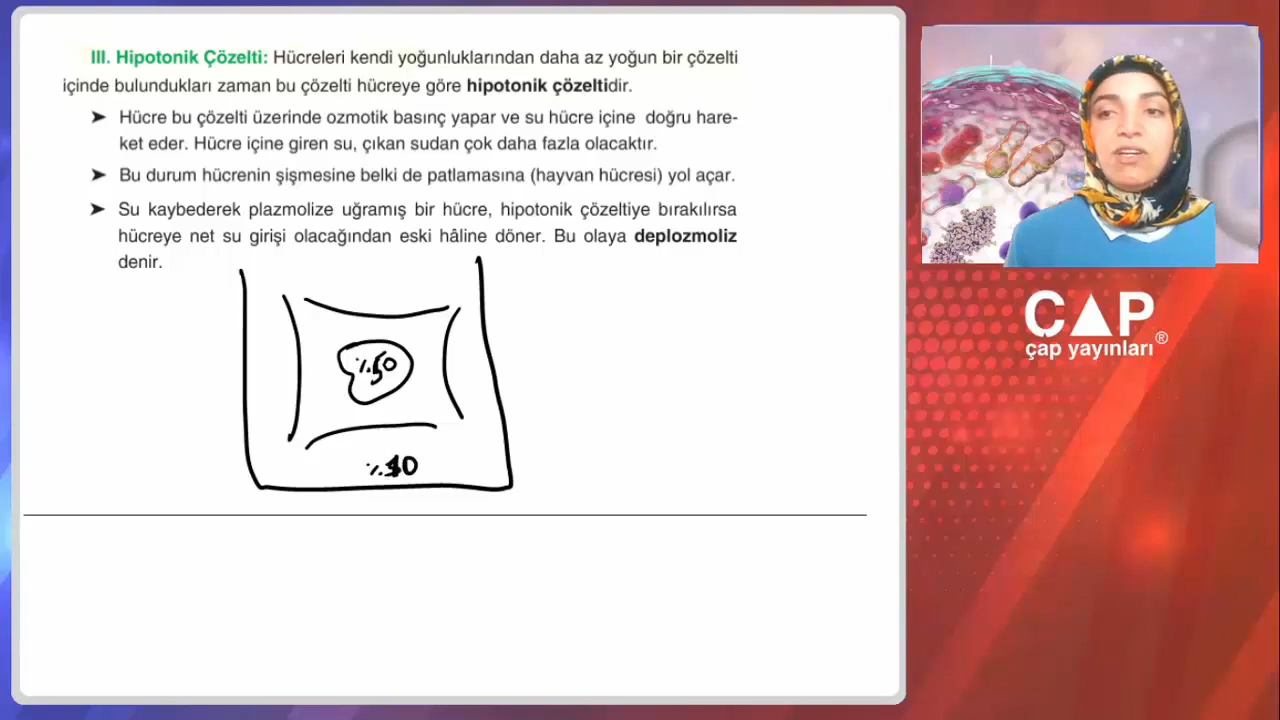 III. Hipotonik Çözelti: Hücreleri kendi yoğunluklarından daha az yoğun bir çözelti
içinde bulundukları zaman bu çözelti hücreye göre hipotonik çözeltidir.
➤ Hücre bu çözelti üzerinde ozmotik basınç yapar ve su hücre içine doğru hare-
ket eder. Hücre içine giren su, çıkan sudan çok daha fazla olacaktır.
➤ Bu durum hücrenin şişmesine belki de patlamasına (hayvan hücresi) yol açar.
➤ Su kaybederek plazmolize uğramış bir hücre, hipotonik çözeltiye bırakılırsa
hücreye net su girişi olacağından eski hâline döner. Bu olaya deplozmoliz
denir.
%50
ÇAP®
çap yayınları